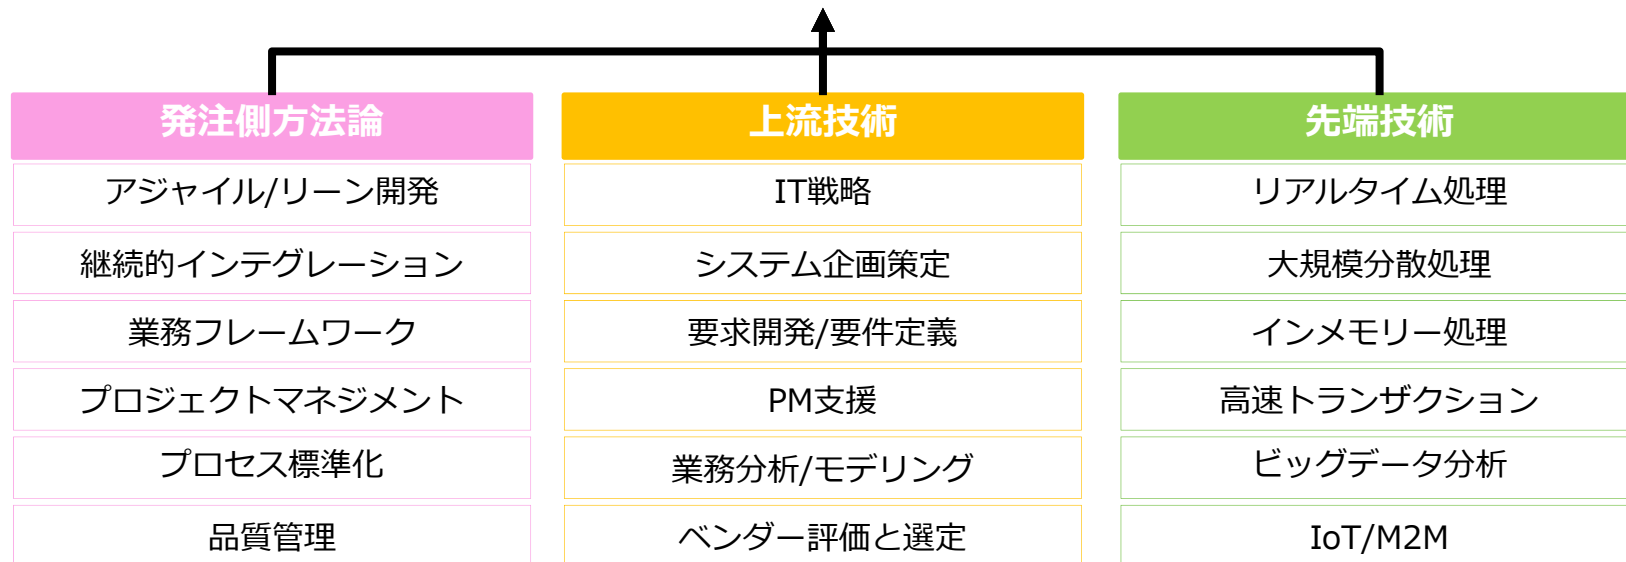 発注側方法論
アジャイル/リーン開発
継続的インテグレーション
業務フレームワーク
プロジェクトマネジメント
プロセス標準化
品質管理
上流技術
IT戦略
システム企画策定
要求開発/要件定義
PM支援
業務分析/モデリング
ベンダー評価と選定
先端技術
リアルタイム処理
大規模分散処理
インメモリー処理
高速トランザクション
ビッグデータ分析
IoT/M2M